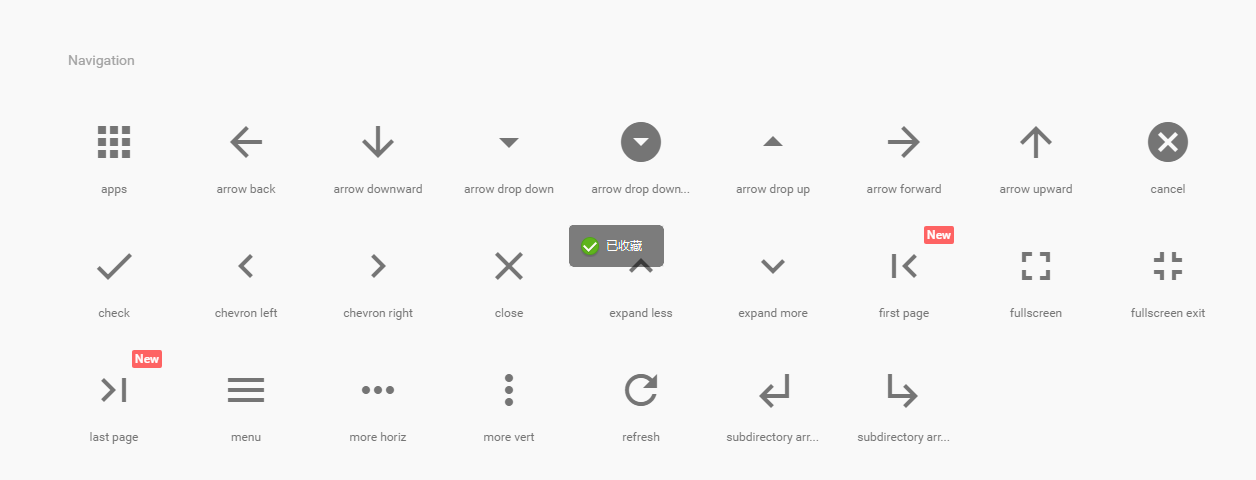 Navigation
apps
arrow back
arrow downward
arrow drop down
arrow drop down...
arrow drop up
arrow forward
arrow upward
cancel
已收藏
New
check
chevron left
chevron right
close
expand less
expand more
first page
fullscreen
fullscreen exit
New
last page
menu
more horiz
more vert
refresh
subdirectory arr...
subdirectory arr...